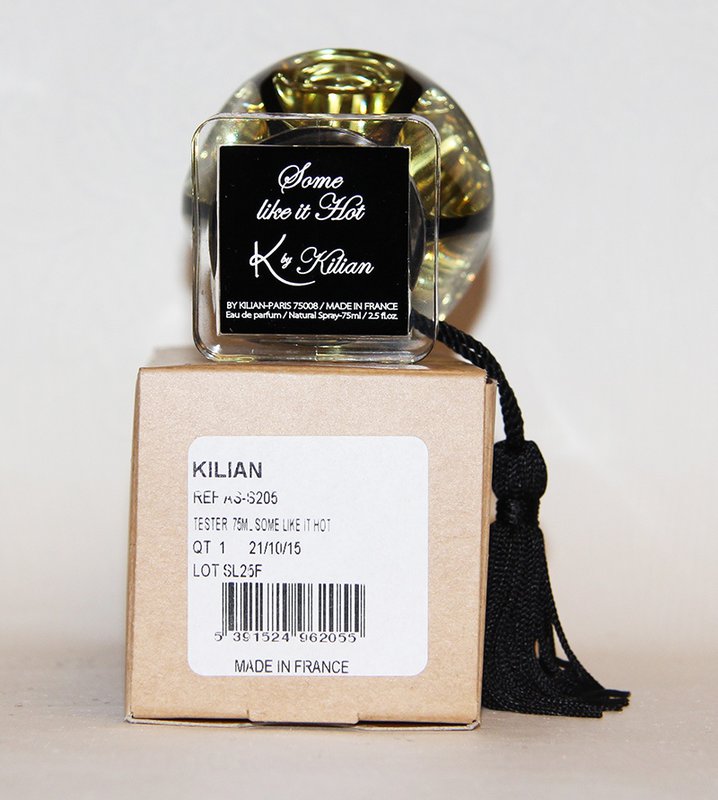 Some
like it Hot
K by Kilian
BY KILIAN-PARIS 75008 / MADE IN FRANCE
Eau de parfum / Natural Spray-75ml / 2.5 fl.oz.
KILIAN
REF AS-S205
TESTER 75ML SOME LIKE IT HOT
QT 1 21/10/15
LOT SL25F
5 391524 962055
MADE IN FRANCE